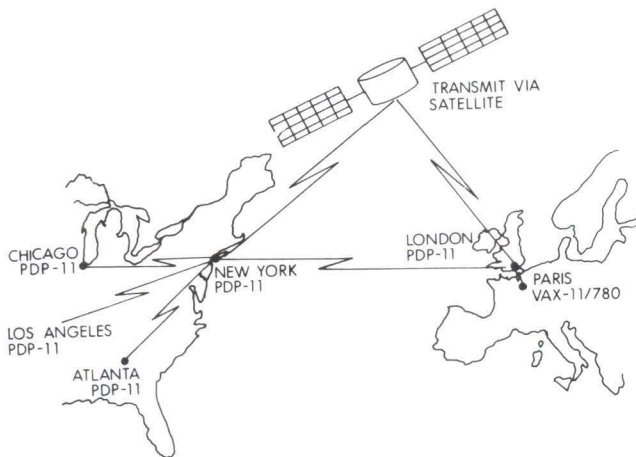 TRANSMIT VIA
SATELLITE
CHICAGO
PDP-11
NEW YORK
PDP-11
LONDON
PDP-11
PARIS
VAX-11/780
LOS ANGELES
PDP-11
ATLANTA
PDP-11